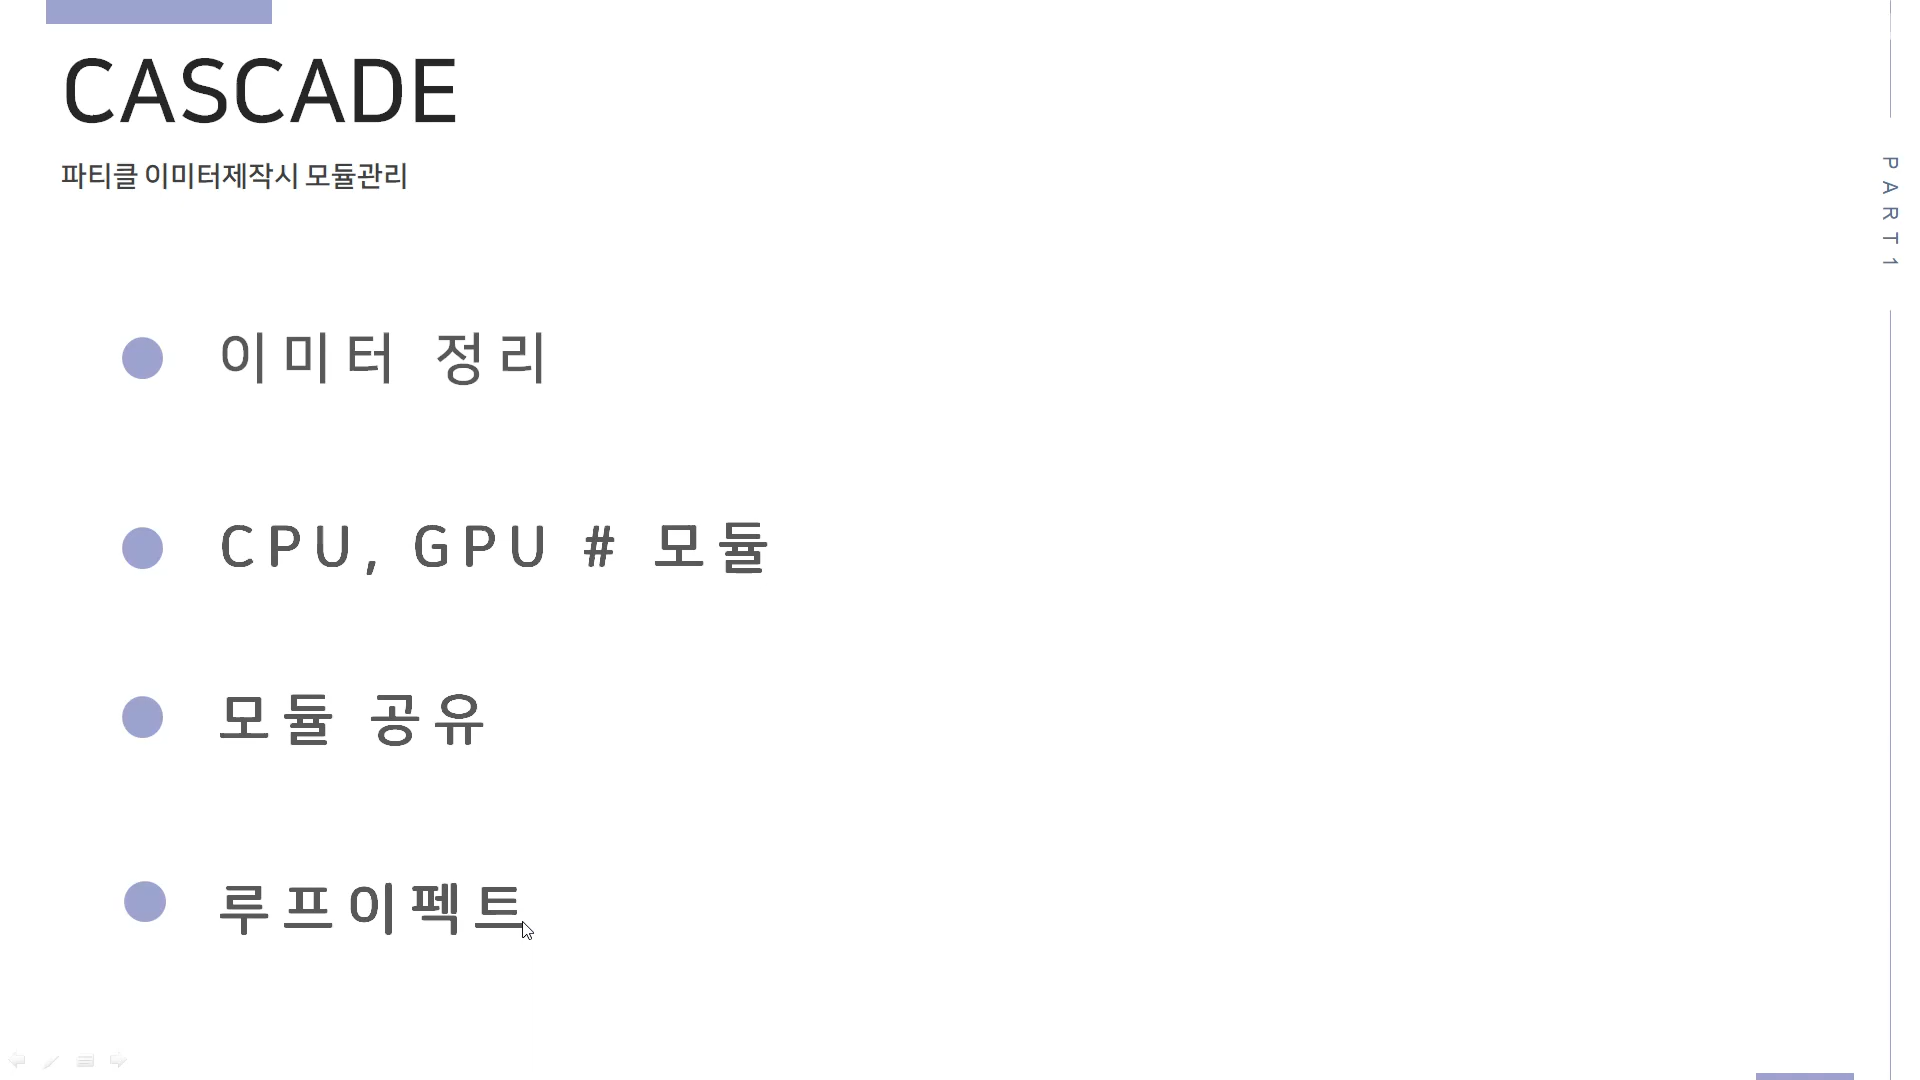 CASCADE
파티클 이미터제작시 모듈관리
이미터 정리
CPU, GPU # 모듈
모듈 공유
루프이펙트
PART1